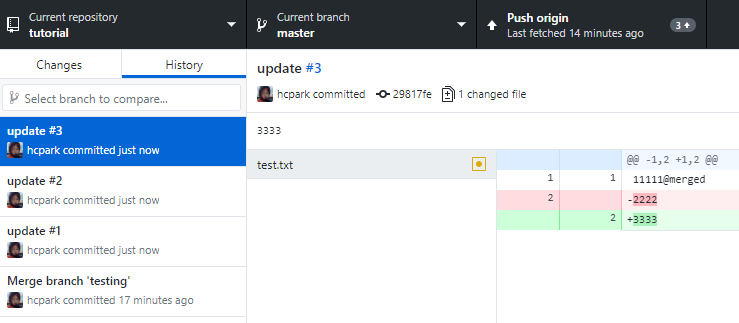 Current repository
tutorial
Current branch
master
Push origin
Last fetched 14 minutes ago
3
Changes
History
Select branch to compare...
update #3
hcpark committed just now
update #2
hcpark committed just now
update #1
hcpark committed just now
Merge branch 'testing'
hcpark committed 17 minutes ago
update #3
hcpark committed 29817fe 1 changed file
3333
test.txt
@@ -1,2 +1,2 @@
1 1 11111@merged
2 -2222
2 +3333